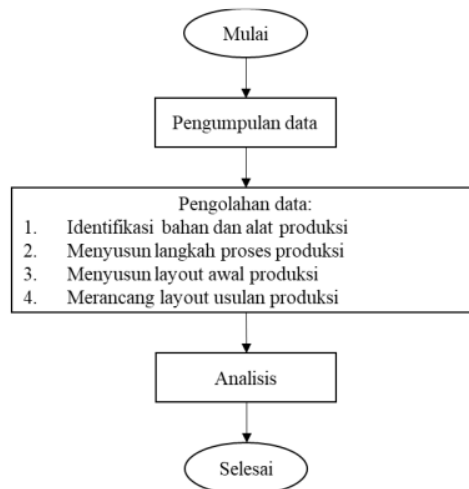 Mulai
Pengumpulan data
Pengolahan data:
1. Identifikasi bahan dan alat produksi
2. Menyusun langkah proses produksi
3. Menyusun layout awal produksi
4. Merancang layout usulan produksi
Analisis
Selesai